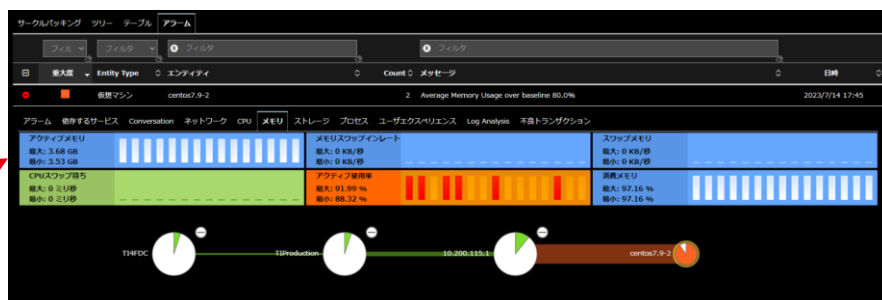 サークルパッキング ツリー テーブル アラーム
フィル フィルタ フィルタ フィルタ
重大度 Entity Type エンティティ Count メッセージ 日時
仮想マシン centos7.9-2 2 Average Memory Usage over baseline 80.0% 2023/7/14 17:45
アラーム 依存するサービス Conversation ネットワーク CPU メモリ ストレージ プロセス ユーザエクスペリエンス Log Analysis 不良トランザクション
アクティブメモリ メモリスワップインレート スワップメモリ
最大: 3.68 GB 最大: 0 KB/秒 最大: 0 KB/秒
最小: 3.53 GB 最小: 0 KB/秒 最小: 0 KB/秒
CPUスワップ待ち アクティブ使用率 消費メモリ
最大: 0 ミリ秒 最大: 91.99 % 最大: 97.16 %
最小: 0 ミリ秒 最小: 88.32 % 最小: 97.16 %
TI4FDC TIProduction 10.200.115.1 centos7.9-2